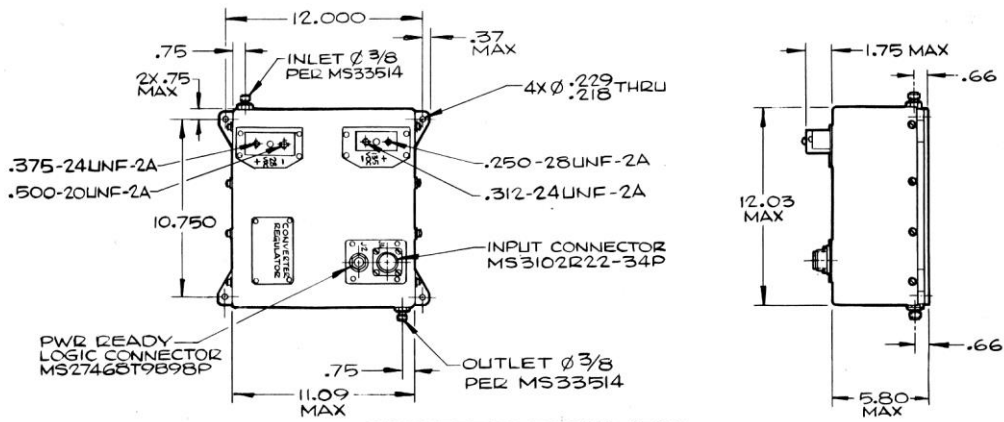 12.000
.37
MAX
.75
INLET Ø 3/8
PER MS33514
2X .75
MAX
4X Ø .229
.218 THRU
.375-24UNF-2A
.500-20UNF-2A
.250-28UNF-2A
.312-24UNF-2A
10.750
CONVERTER
REGULATOR
J2
INPUT CONNECTOR
MS3102R22-34P
PWR READY
LOGIC CONNECTOR
MS27468T9B98P
.75
OUTLET Ø 3/8
PER MS33514
11.09
MAX
1.75 MAX
.66
12.03
MAX
.66
5.80
MAX